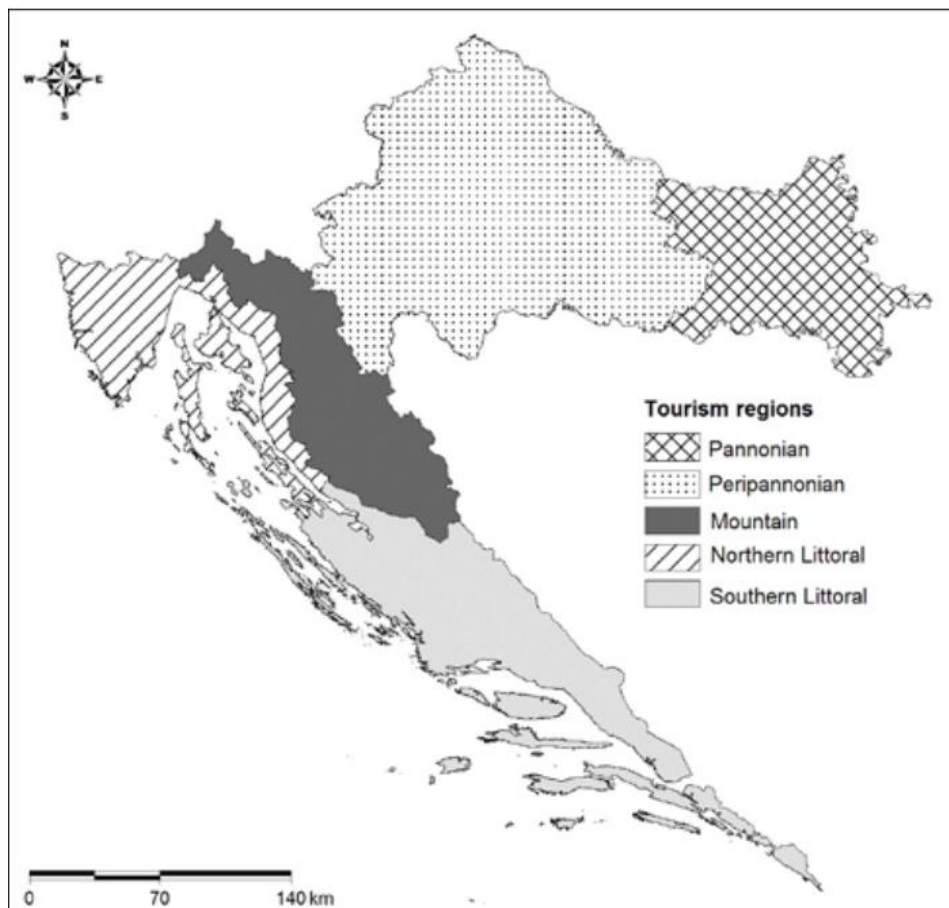 N
W E
S
Tourism regions
Pannonian
Peripannonian
Mountain
Northern Littoral
Southern Littoral
0 70 140 km